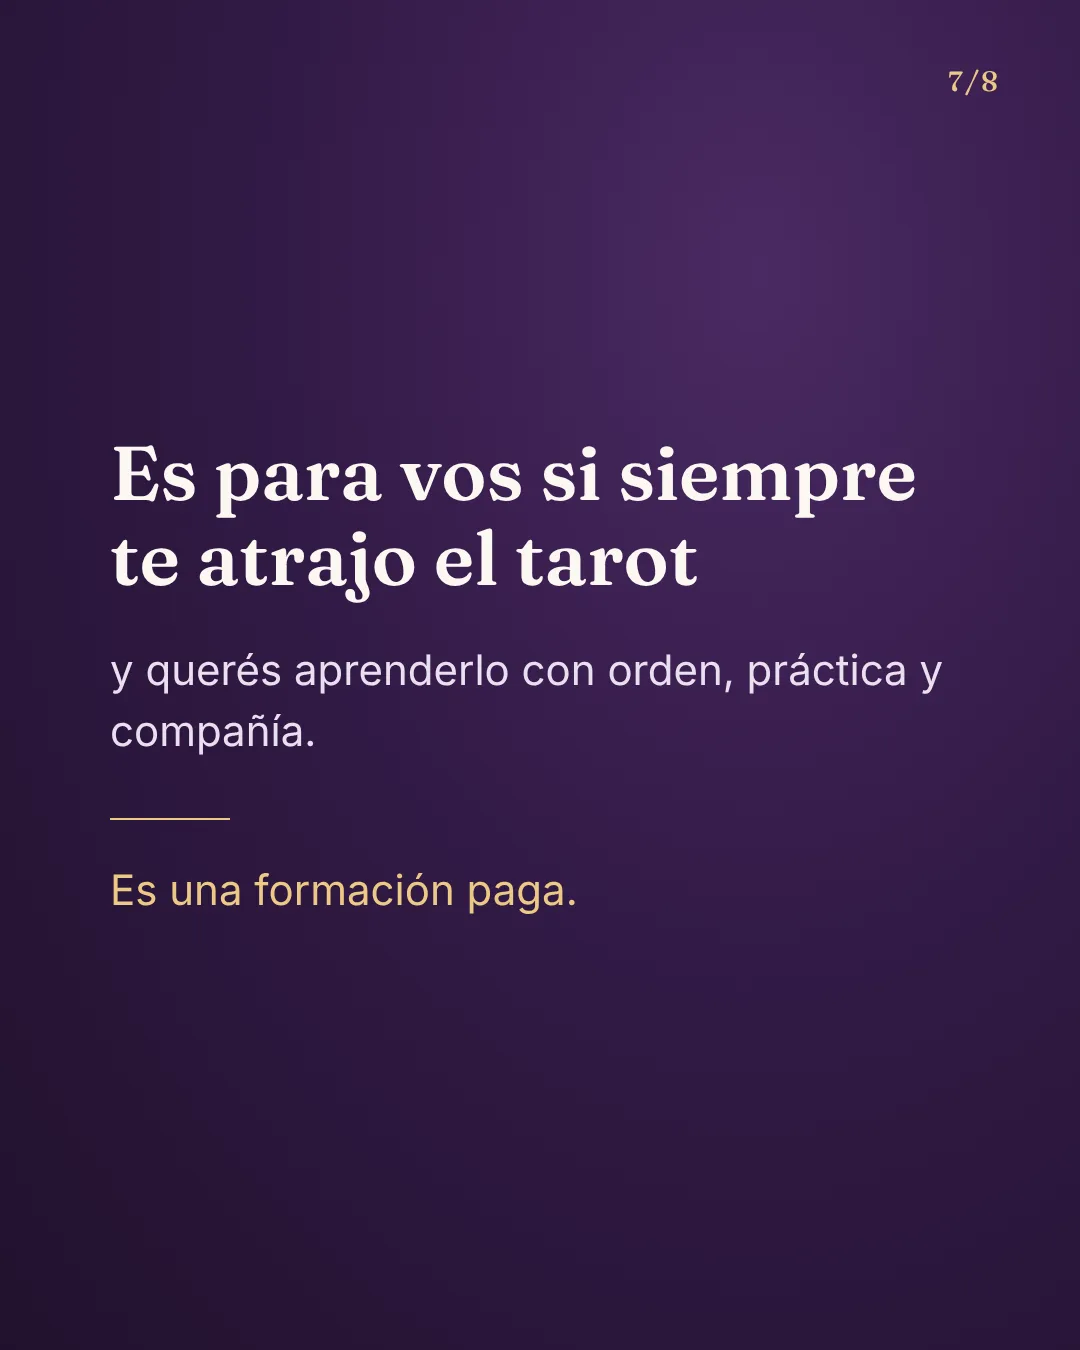 7/8
Es para vos si siempre
te atrajo el tarot
y querés aprenderlo con orden, práctica y
compañía.
Es una formación paga.